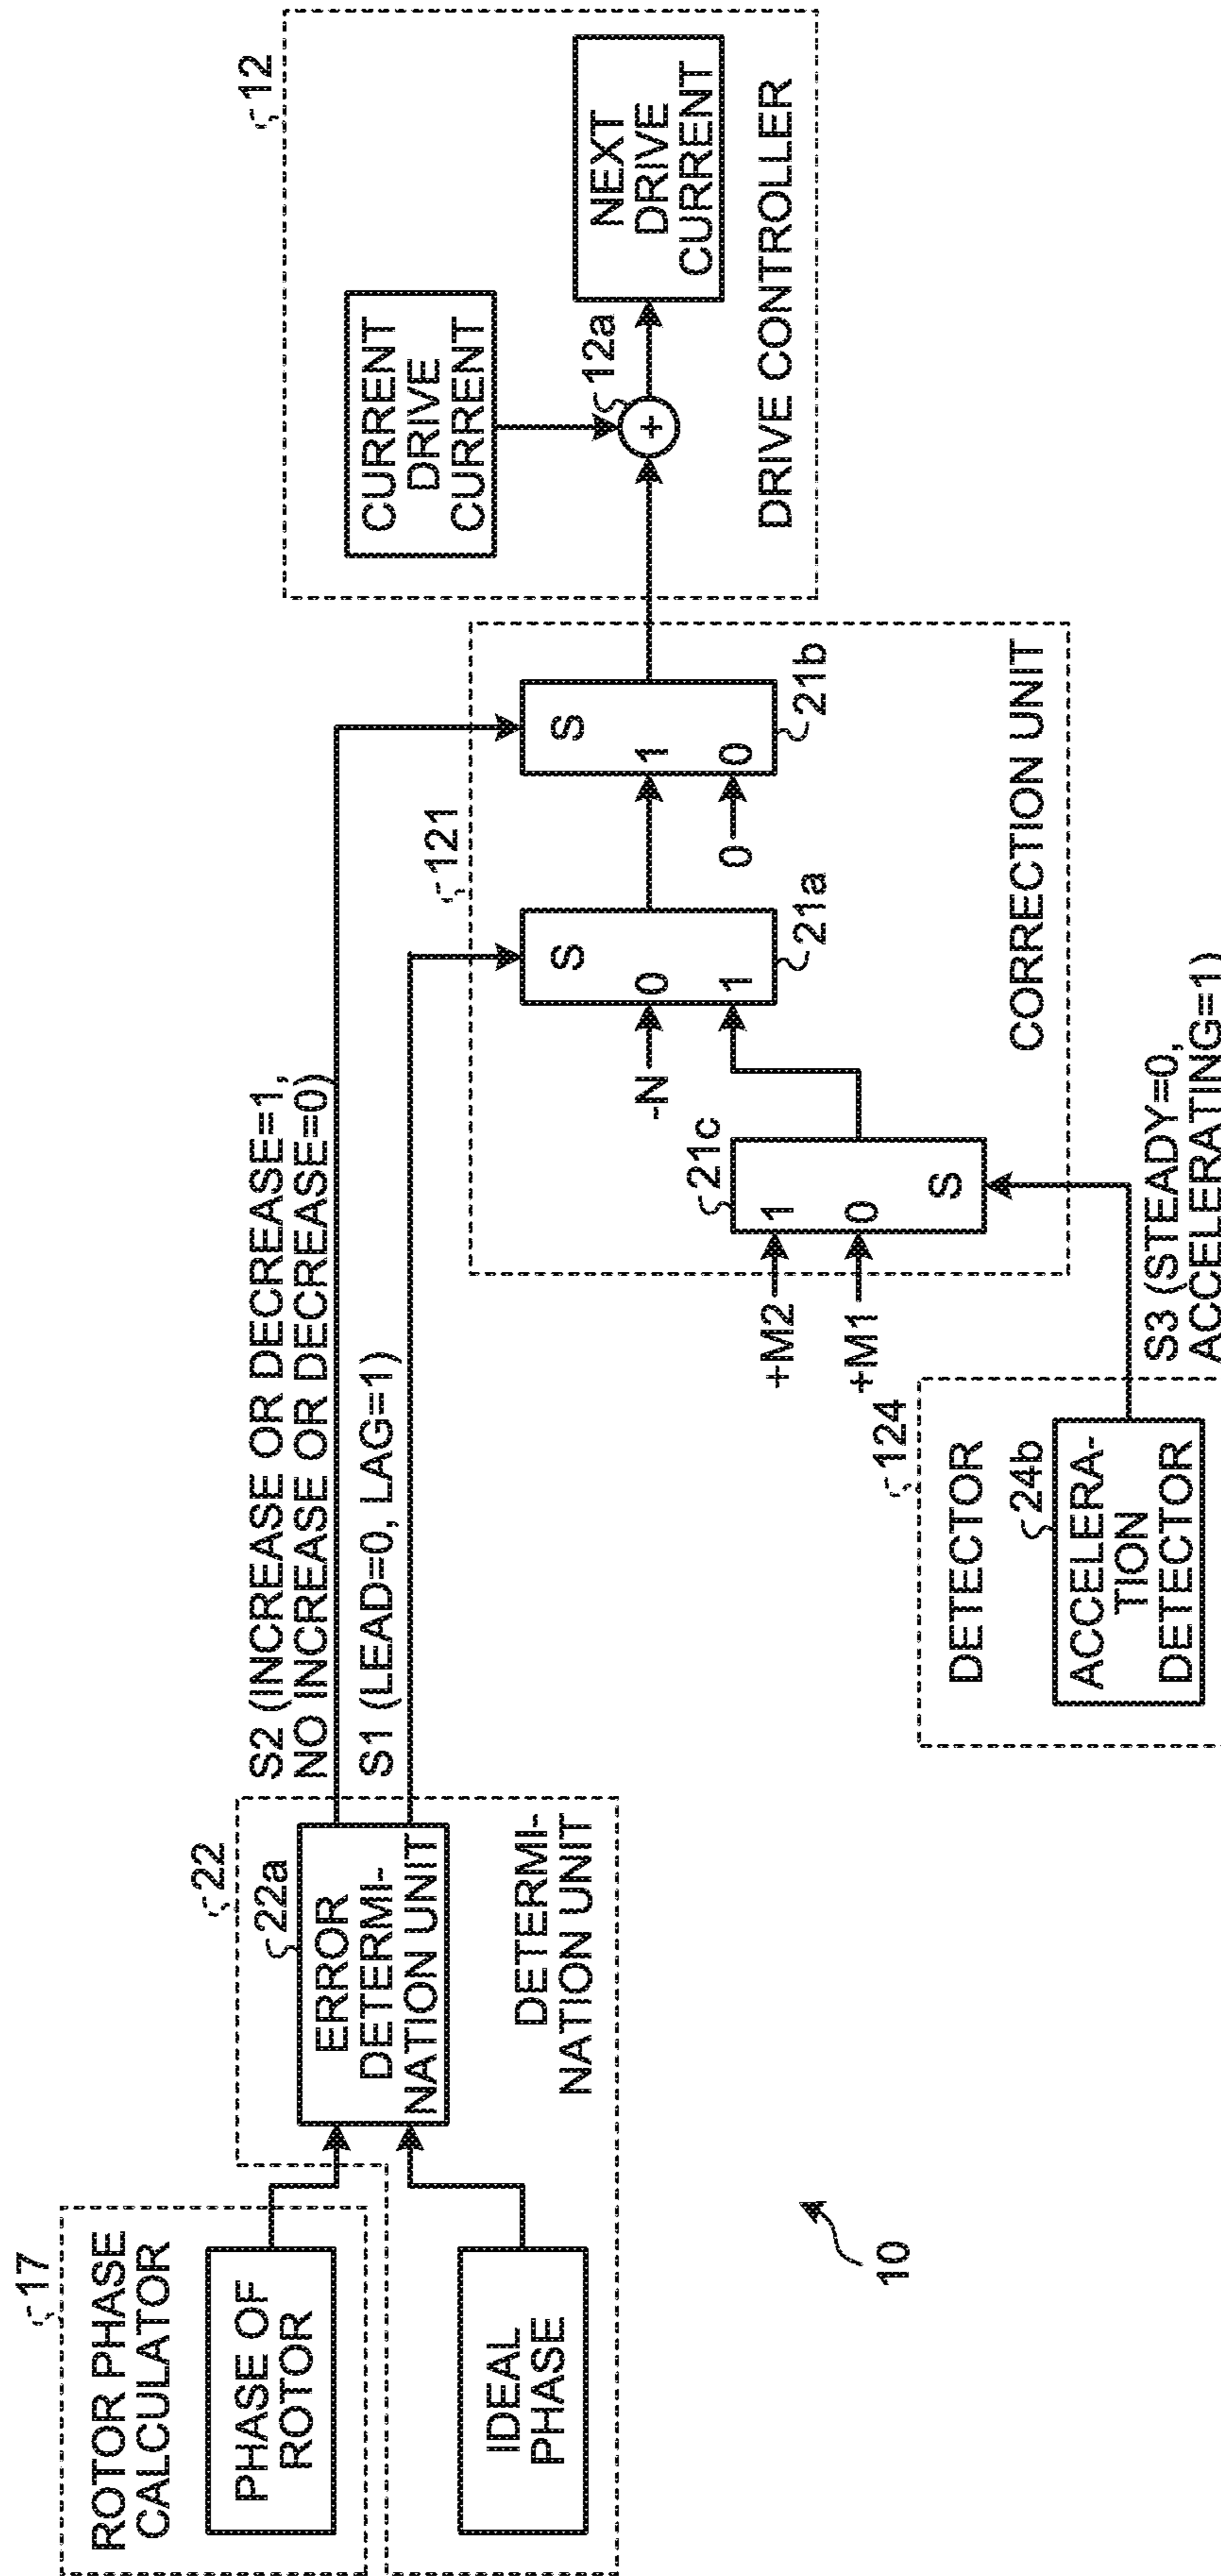 17
ROTOR PHASE
CALCULATOR
PHASE OF
ROTOR
IDEAL
PHASE
22
22a
ERROR
DETERMI-
NATION UNIT
DETERMI-
NATION UNIT
S2 (INCREASE OR DECREASE=1,
NO INCREASE OR DECREASE=0)
S1 (LEAD=0, LAG=1)
124
DETECTOR
24b
ACCELERA-
TION
DETECTOR
S3 (STEADY=0,
ACCELERATING=1)
121
+M2
+M1
21c
1
0
S
-N
S
0
1
21a
0
S
1
0
21b
CORRECTION UNIT
12
CURRENT
DRIVE
CURRENT
12a
+
NEXT
DRIVE
CURRENT
DRIVE CONTROLLER
10